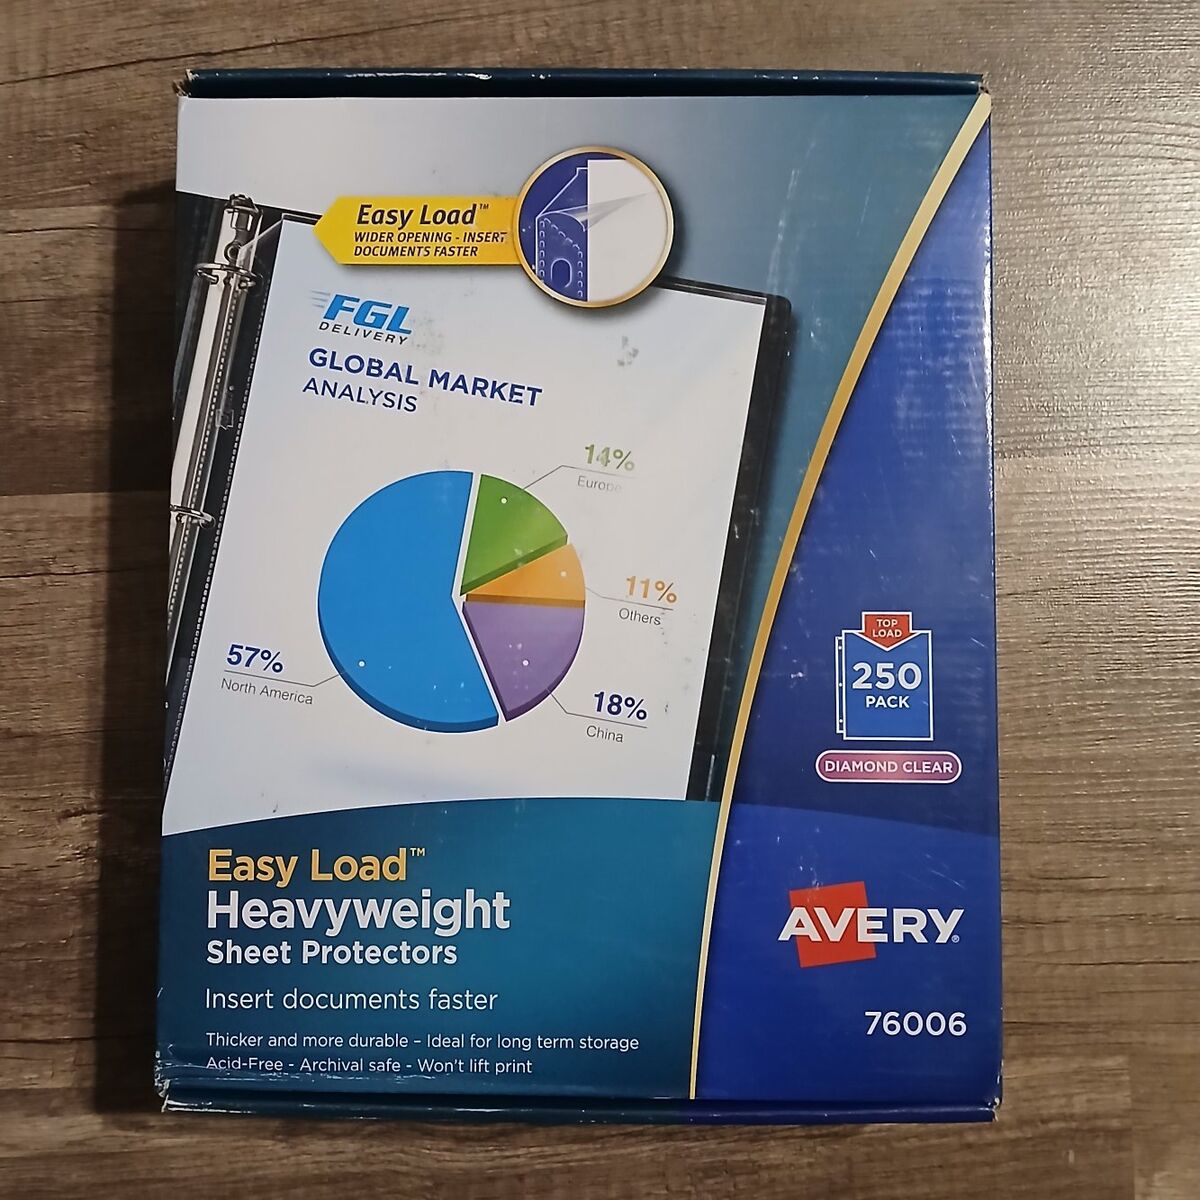 Easy Load™
WIDER OPENING - INSERT
DOCUMENTS FASTER
FGL
DELIVERY
GLOBAL MARKET
ANALYSIS
14%
Europe
11%
Others
57%
North America
18%
China
TOP
LOAD
250
PACK
DIAMOND CLEAR
Easy Load™
Heavyweight
Sheet Protectors
Insert documents faster
Thicker and more durable – Ideal for long term storage
Acid-Free - Archival safe - Won't lift print
AVERY®
76006